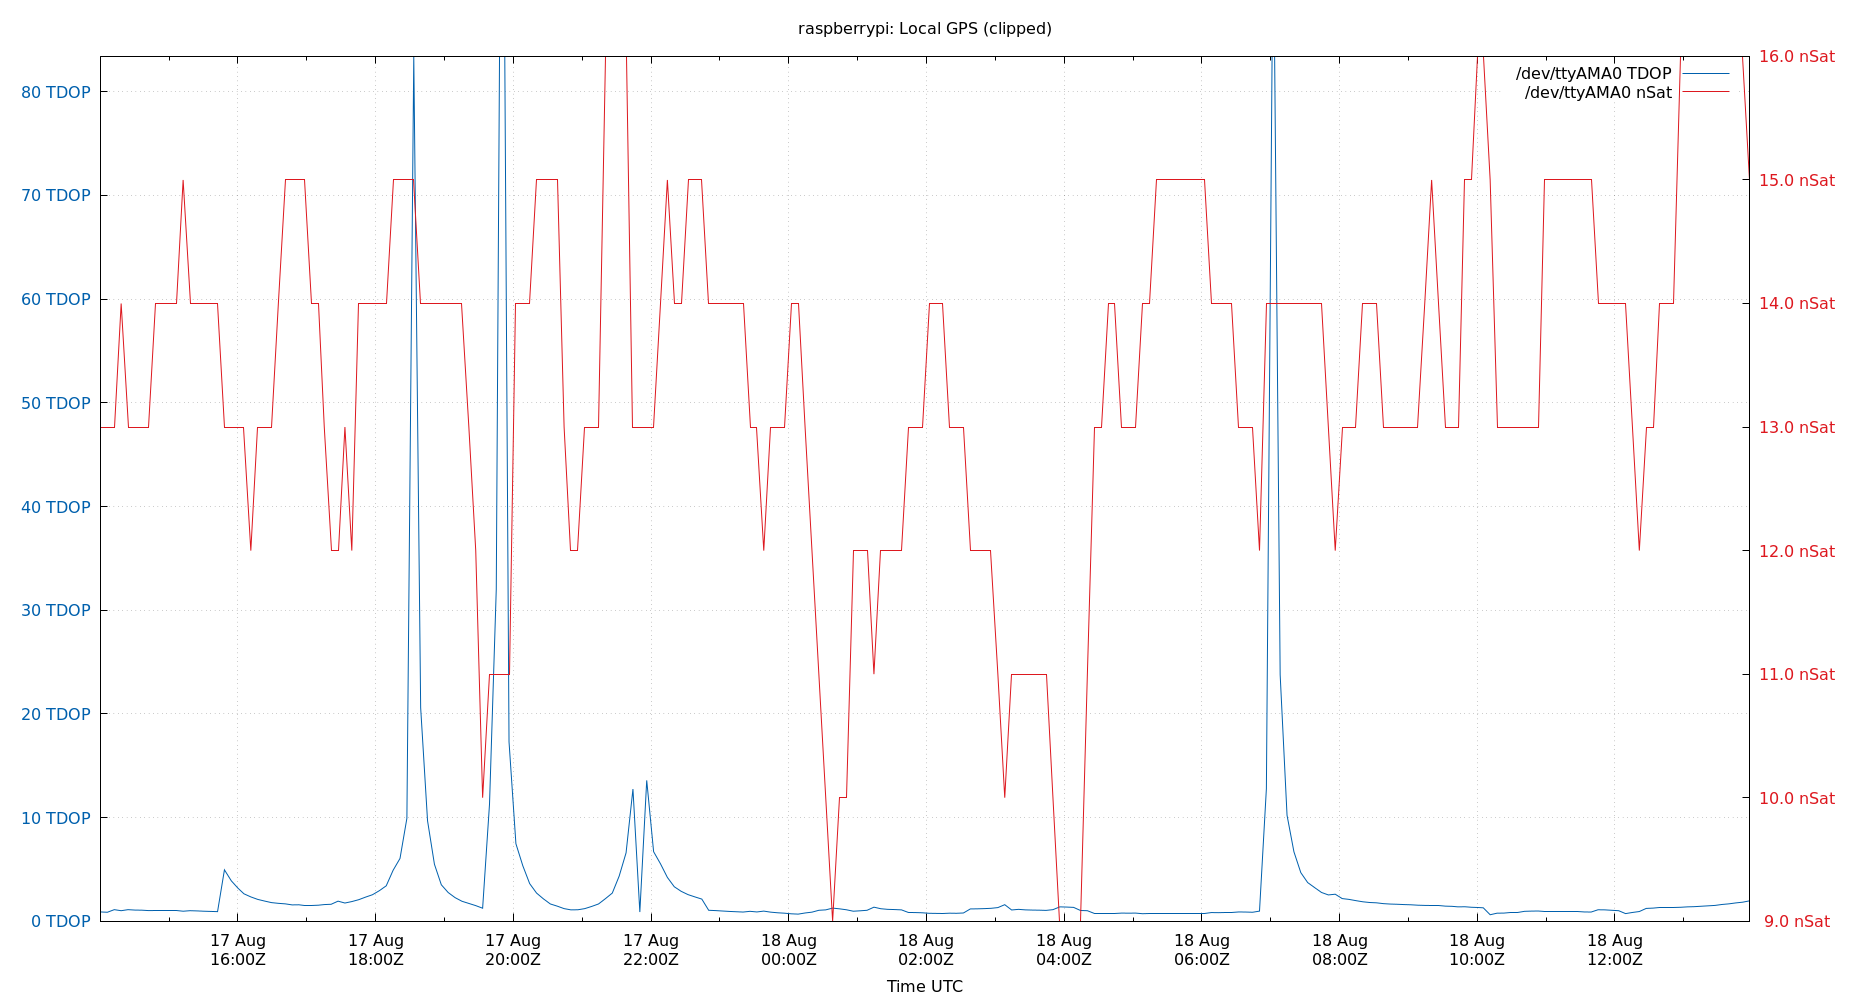 raspberrypi: Local GPS (clipped)
16.0 nSat
/dev/ttyAMA0 TDOP
/dev/ttyAMA0 nSat
80 TDOP
70 TDOP
15.0 nSat
60 TDOP
14.0 nSat
50 TDOP
13.0 nSat
40 TDOP
12.0 nSat
30 TDOP
11.0 nSat
20 TDOP
10.0 nSat
10 TDOP
0 TDOP
9.0 nSat
17 Aug 17 Aug 17 Aug 17 Aug 18 Aug 18 Aug 18 Aug 18 Aug 18 Aug 18 Aug 18 Aug
16:00Z 18:00Z 20:00Z 22:00Z 00:00Z 02:00Z 04:00Z 06:00Z 08:00Z 10:00Z 12:00Z
Time UTC